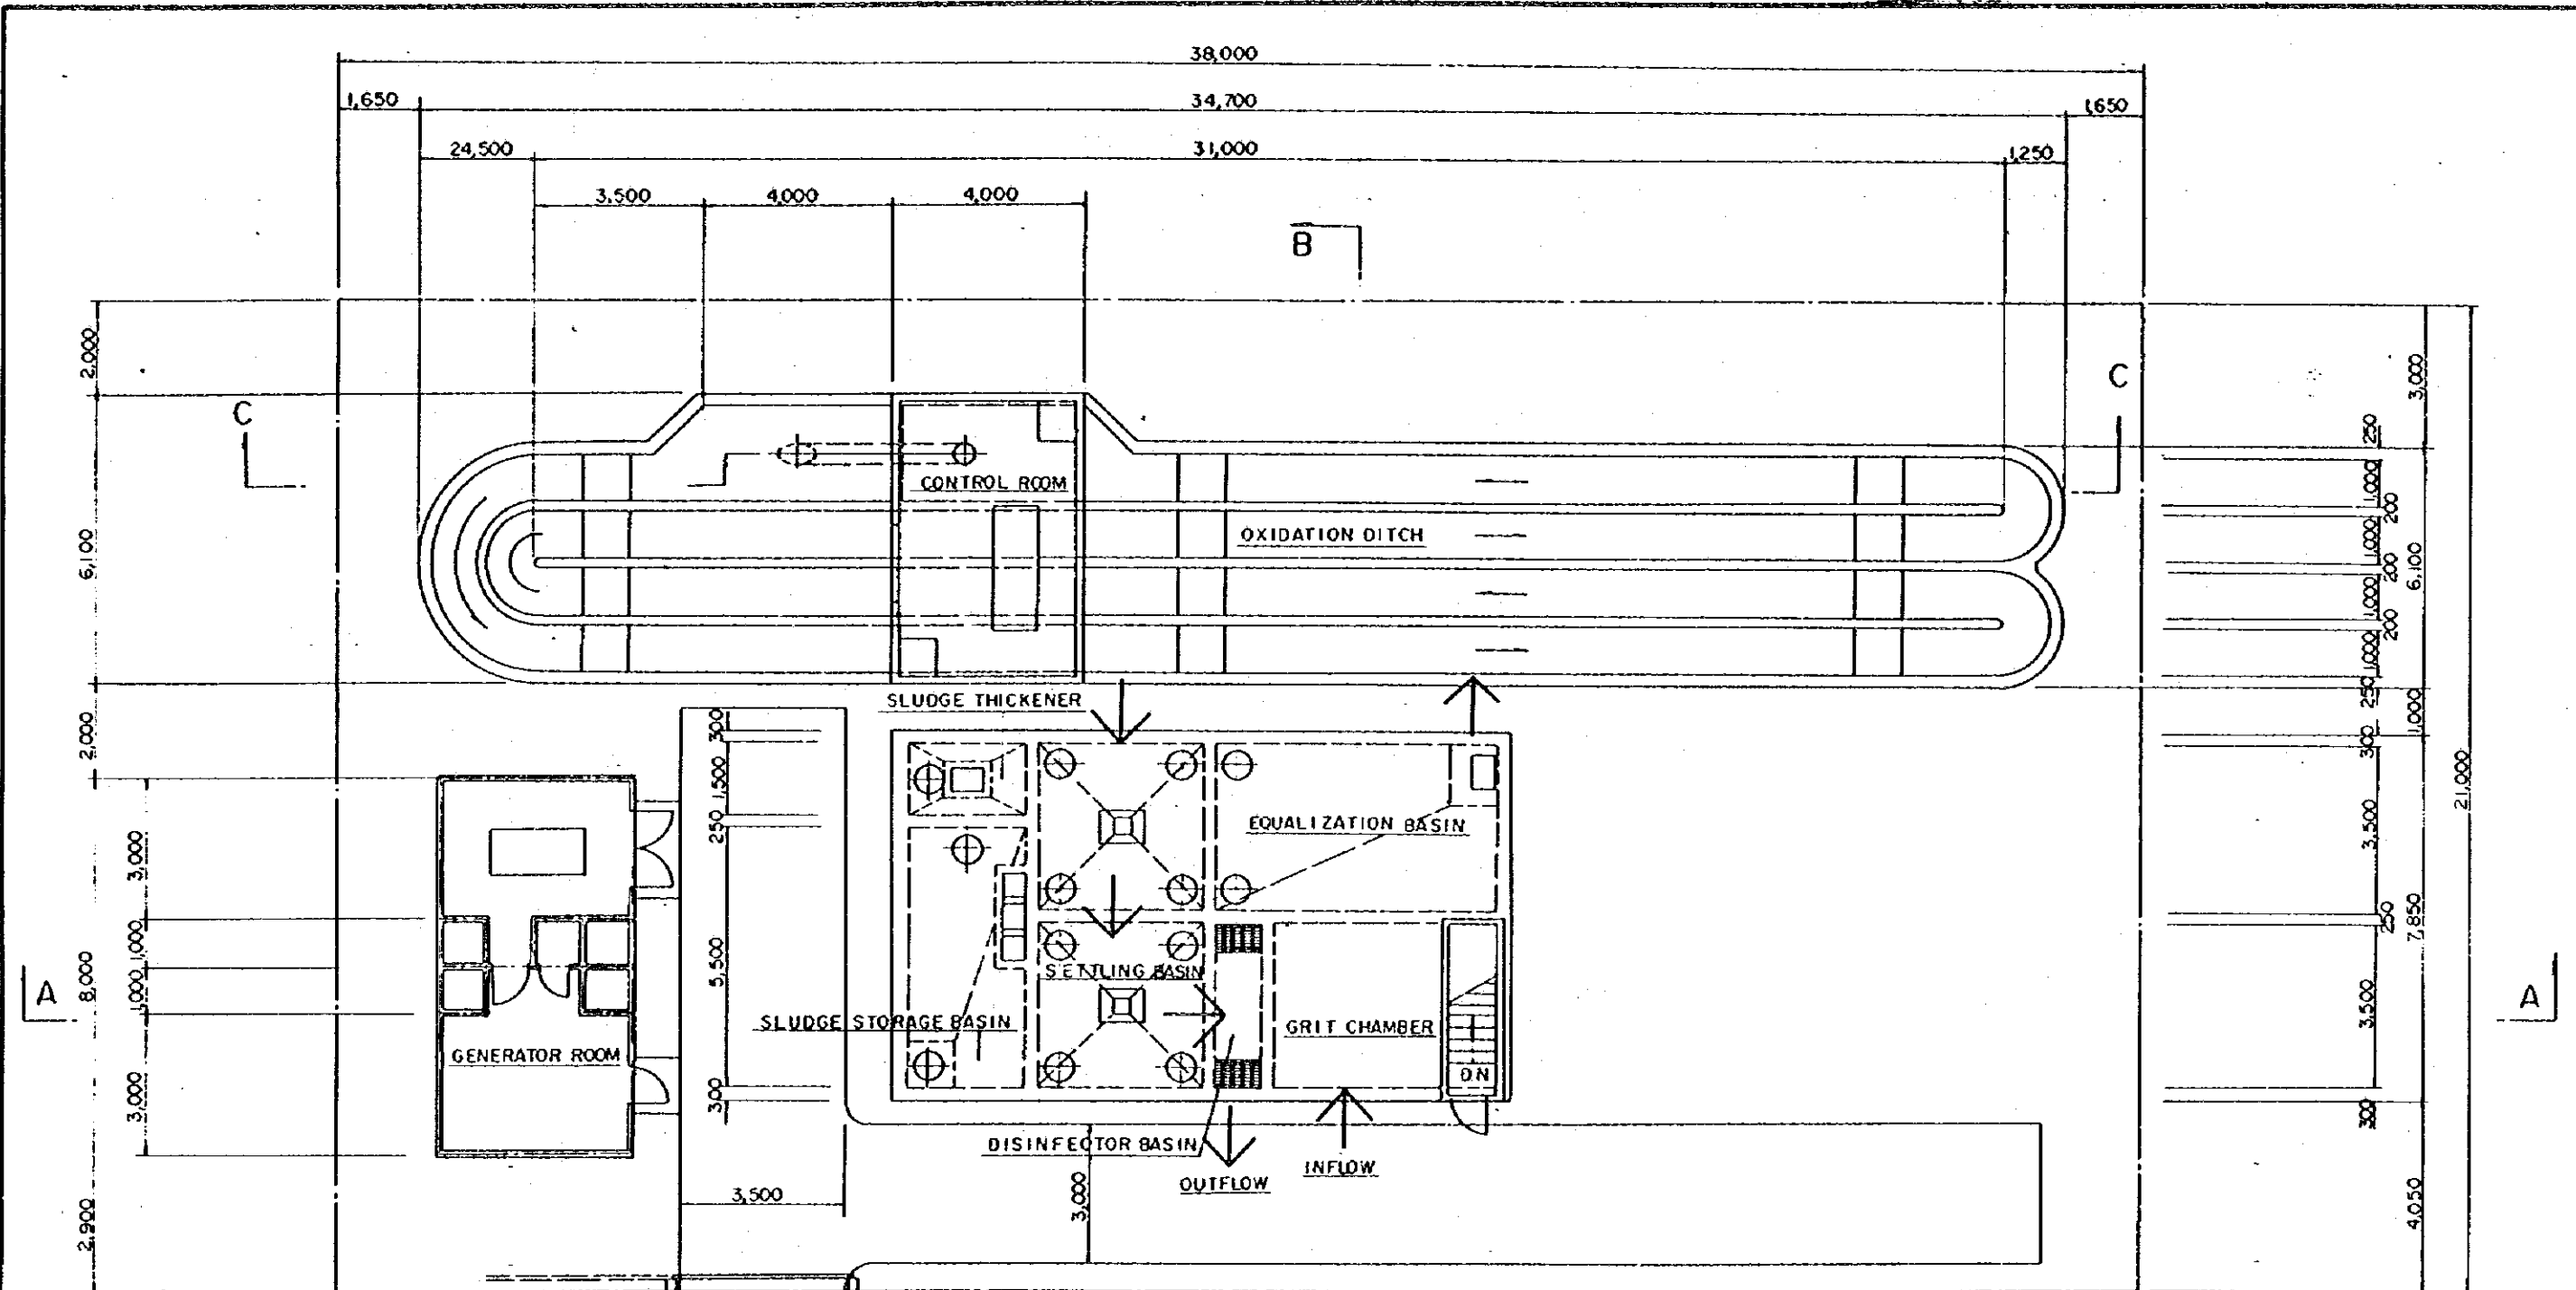 38,000
1,650
34,700
1,650
24,500
31,000
1,250
3,500
4,000
4,000
B
2,000
3,000
C
C
250
CONTROL ROOM
1,000
200
OXIDATION DITCH
1,000
6,100
200
6,100
1,000
200
1,000
250
SLUDGE THICKENER
1,000
2,000
300
300
1,500
21,000
250
EQUALIZATION BASIN
3,500
3,000
250
7,850
1,000
5,500
SETTLING BASIN
A
8,000
1,000
A
3,500
SLUDGE STORAGE BASIN
GRIT CHAMBER
GENERATOR ROOM
DN
3,000
300
300
DISINFECTOR BASIN
INFLOW
OUTFLOW
3,500
3,000
2,900
4,050